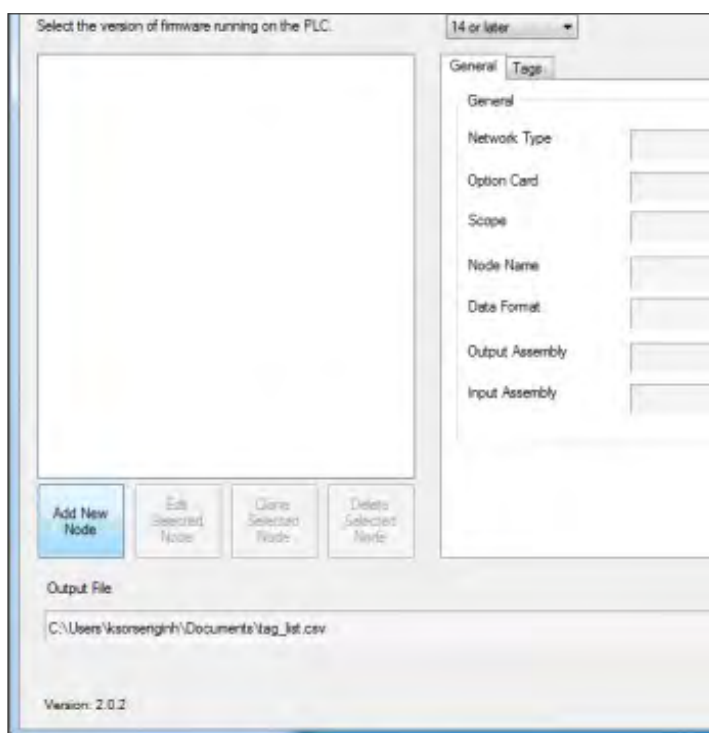 Select the version of firmware running on the PLC.
14 or later
General Tags
General
Network Type
Option Card
Scope
Node Name
Data Format
Output Assembly
Input Assembly
Add New
Node
Edit
Selected
Node
Clone
Selected
Node
Delete
Selected
Node
Output File
C:\Users\ksorsenginh\Documents\tag_list.csv
Version: 2.0.2